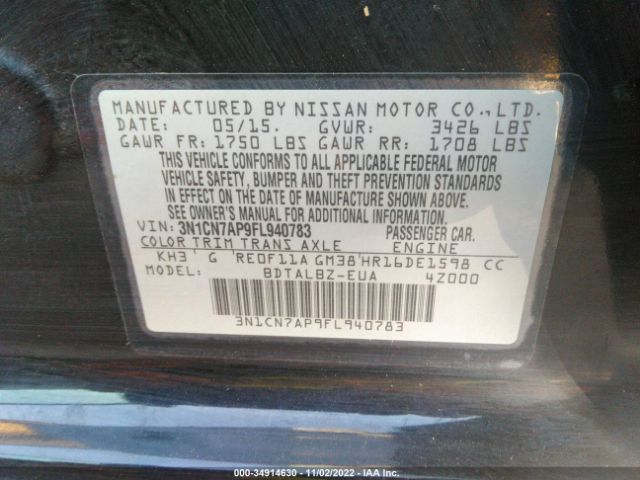 MANUFACTURED BY NISSAN MOTOR CO., LTD.
DATE: 05/15. GVWR: 3426 LBS
GAWR FR: 1750 LBS GAWR RR: 1708 LBS
THIS VEHICLE CONFORMS TO ALL APPLICABLE FEDERAL MOTOR
VEHICLE SAFETY, BUMPER AND THEFT PREVENTION STANDARDS
IN EFFECT ON THE DATE OF MANUFACTURE SHOWN ABOVE.
SEE OWNER'S MANUAL FOR ADDITIONAL INFORMATION.
VIN: 3N1CN7AP9FL940783 PASSENGER CAR.
COLOR TRIM TRANS AXLE ENGINE
KH3 G RE0F11A GM38 HR16DE1598 CC
MODEL: BDTALBZ-EUA 4Z000
3N1CN7AP9FL940783
000-34914630 - 11/02/2022 - IAA Inc.